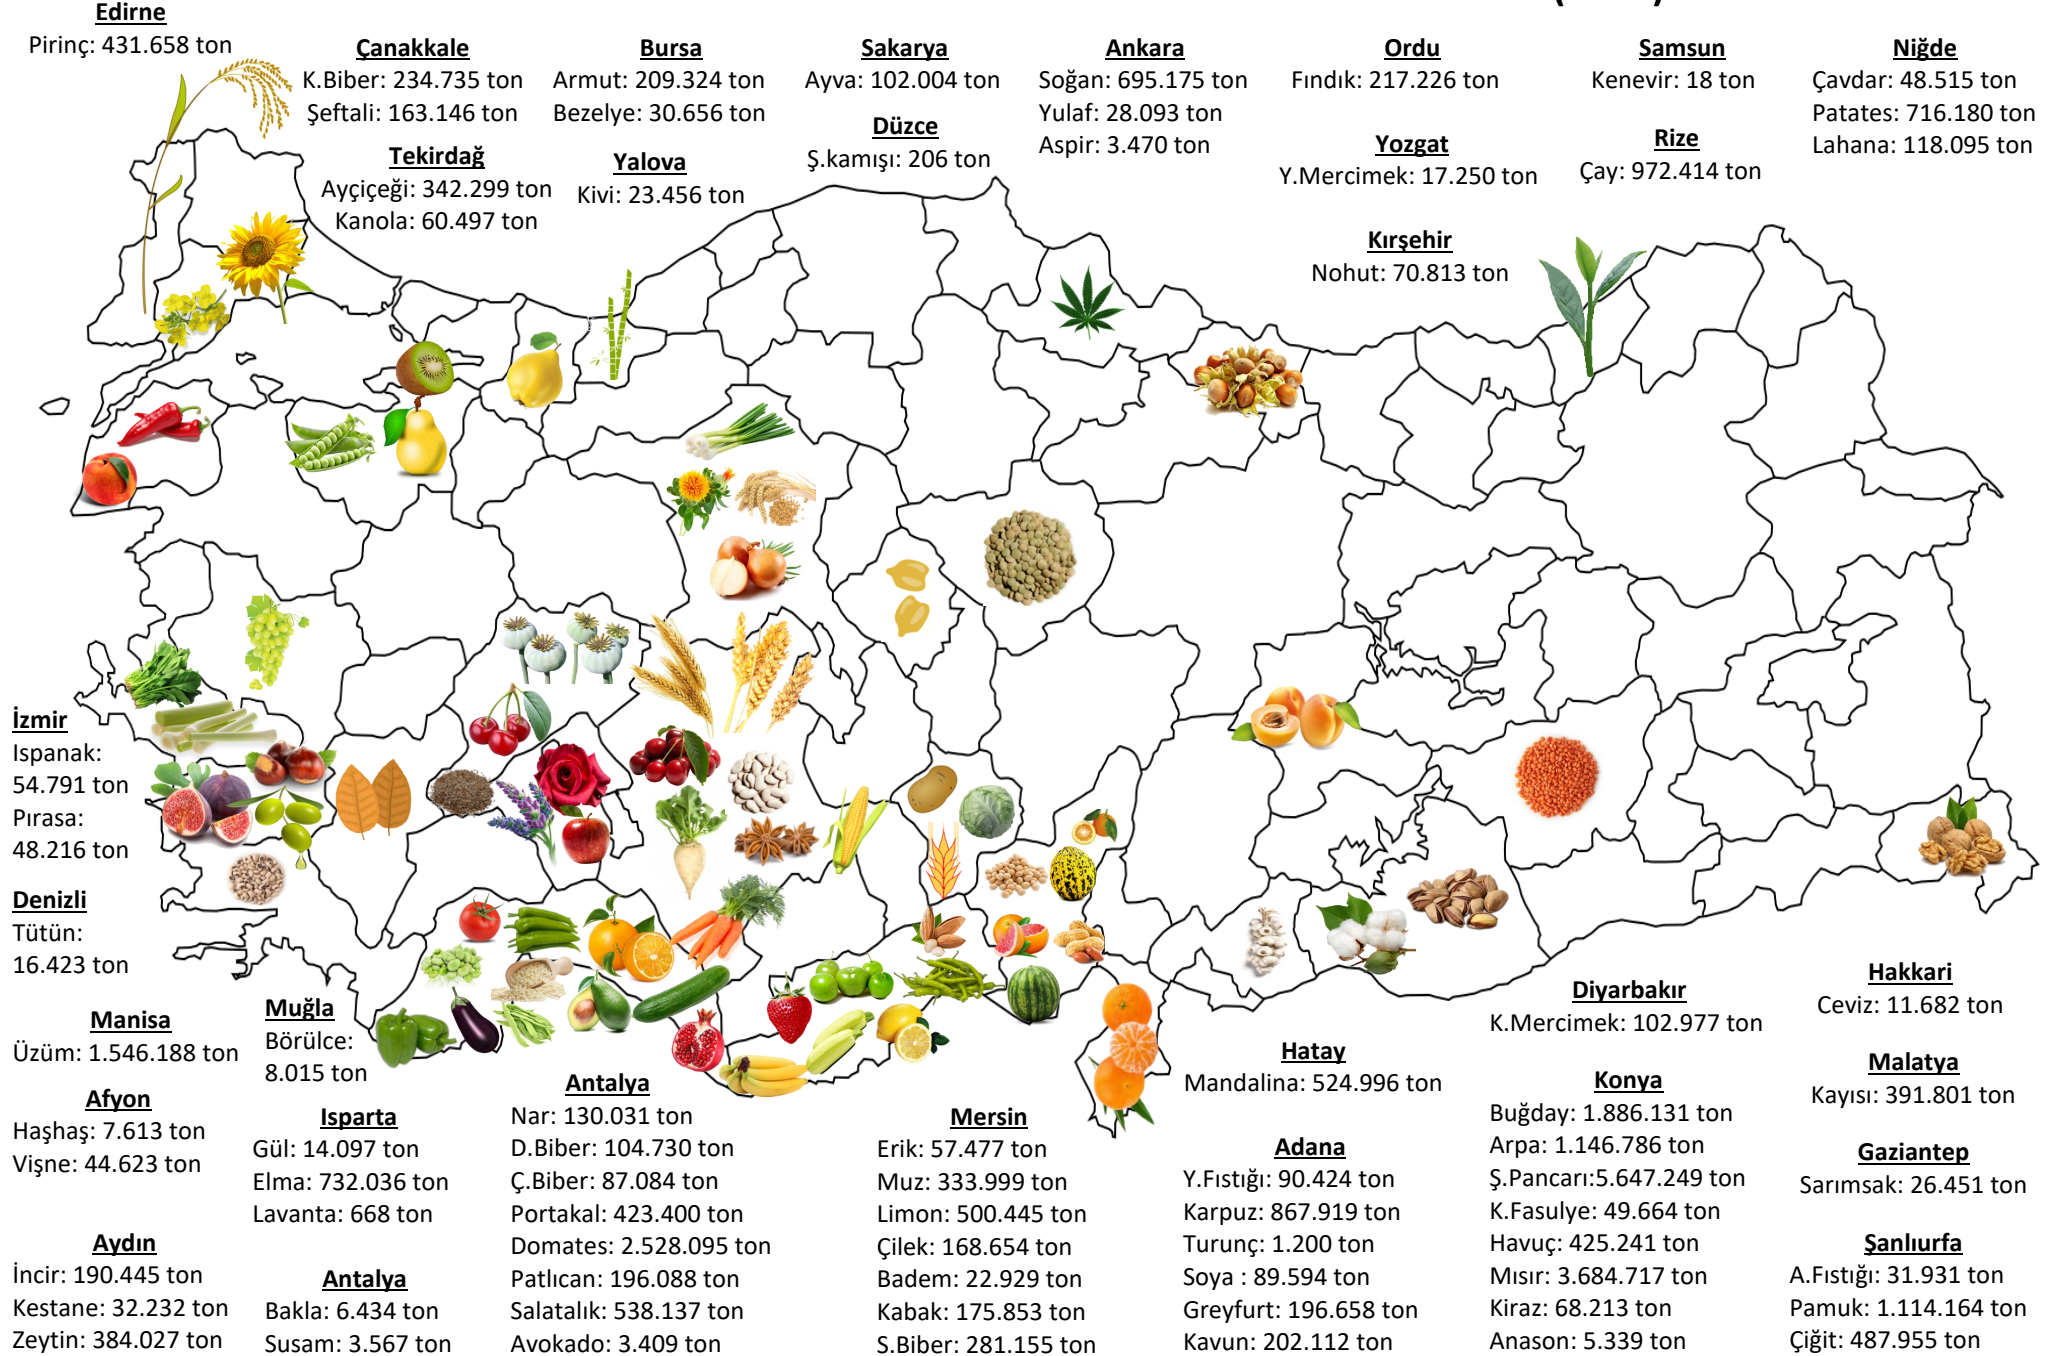 Edirne
Pirinç: 431.658 ton
Çanakkale
K.Biber: 234.735 ton
Şeftali: 163.146 ton
Bursa
Armut: 209.324 ton
Bezelye: 30.656 ton
Sakarya
Ayva: 102.004 ton
Ankara
Soğan: 695.175 ton
Yulaf: 28.093 ton
Aspir: 3.470 ton
Ordu
Fındık: 217.226 ton
Samsun
Kenevir: 18 ton
Niğde
Çavdar: 48.515 ton
Patates: 716.180 ton
Lahana: 118.095 ton
Tekirdağ
Ayçiçeği: 342.299 ton
Kanola: 60.497 ton
Yalova
Kivi: 23.456 ton
Düzce
Ş.kamışı: 206 ton
Yozgat
Y.Mercimek: 17.250 ton
Rize
Çay: 972.414 ton
Kırşehir
Nohut: 70.813 ton
İzmir
Ispanak:
54.791 ton
Pırasa:
48.216 ton
Denizli
Tütün:
16.423 ton
Manisa
Üzüm: 1.546.188 ton
Afyon
Haşhaş: 7.613 ton
Vişne: 44.623 ton
Aydın
İncir: 190.445 ton
Kestane: 32.232 ton
Zeytin: 384.027 ton
Muğla
Börülce:
8.015 ton
Isparta
Gül: 14.097 ton
Elma: 732.036 ton
Lavanta: 668 ton
Antalya
Bakla: 6.434 ton
Susam: 3.567 ton
Antalya
Nar: 130.031 ton
D.Biber: 104.730 ton
Ç.Biber: 87.084 ton
Portakal: 423.400 ton
Domates: 2.528.095 ton
Patlıcan: 196.088 ton
Salatalık: 538.137 ton
Avokado: 3.409 ton
Mersin
Erik: 57.477 ton
Muz: 333.999 ton
Limon: 500.445 ton
Çilek: 168.654 ton
Badem: 22.929 ton
Kabak: 175.853 ton
S.Biber: 281.155 ton
Hatay
Mandalina: 524.996 ton
Adana
Y.Fıstığı: 90.424 ton
Karpuz: 867.919 ton
Turunç: 1.200 ton
Soya : 89.594 ton
Greyfurt: 196.658 ton
Kavun: 202.112 ton
Diyarbakır
K.Mercimek: 102.977 ton
Konya
Buğday: 1.886.131 ton
Arpa: 1.146.786 ton
Ş.Pancarı:5.647.249 ton
K.Fasulye: 49.664 ton
Havuç: 425.241 ton
Mısır: 3.684.717 ton
Kiraz: 68.213 ton
Anason: 5.339 ton
Hakkari
Ceviz: 11.682 ton
Malatya
Kayısı: 391.801 ton
Gaziantep
Sarımsak: 26.451 ton
Şanlıurfa
A.Fıstığı: 31.931 ton
Pamuk: 1.114.164 ton
Çiğit: 487.955 ton